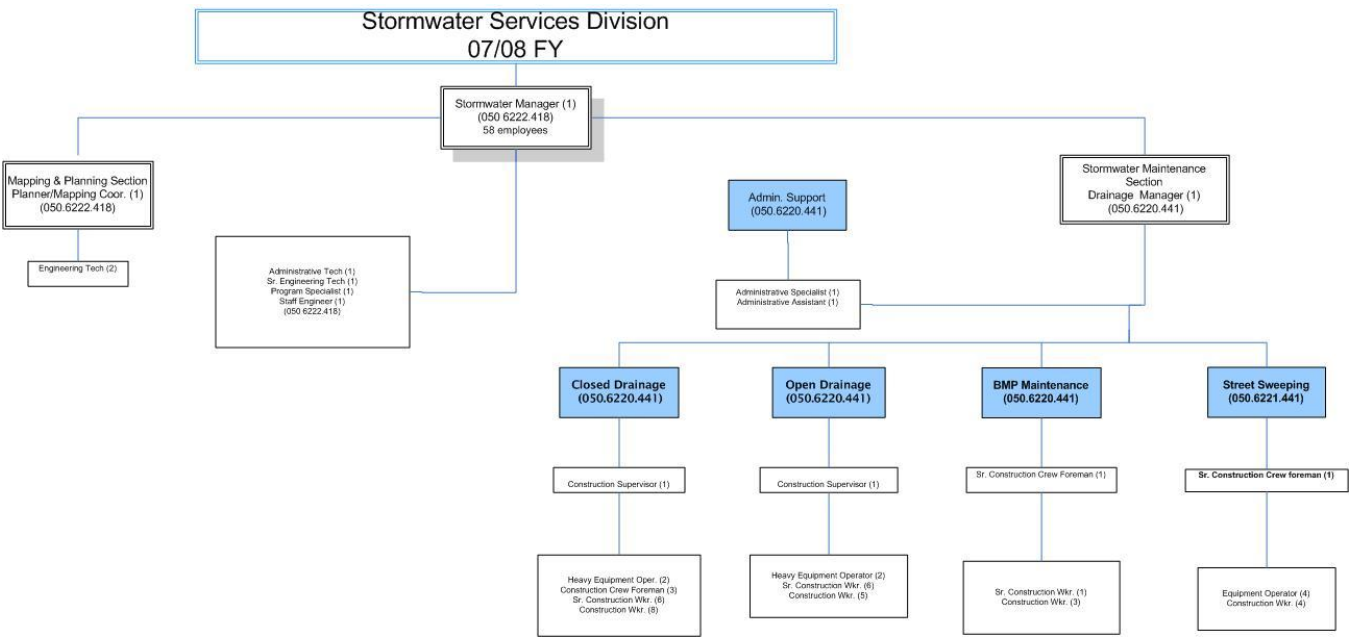 Stormwater Services Division
07/08 FY
Stormwater Manager (1)
(050 6222.418)
58 employees
Mapping & Planning Section
Planner/Mapping Coor. (1)
(050.6222.418)
Engineering Tech (2)
Administrative Tech (1)
Sr. Engineering Tech (1)
Program Specialist (1)
Staff Engineer (1)
(050 6222.418)
Admin. Support
(050.6220.441)
Administrative Specialist (1)
Administrative Assistant (1)
Stormwater Maintenance
Section
Drainage Manager (1)
(050.6220.441)
Closed Drainage
(050.6220.441)
Construction Supervisor (1)
Heavy Equipment Oper. (2)
Construction Crew Foreman (3)
Sr. Construction Wkr. (6)
Construction Wkr. (8)
Open Drainage
(050.6220.441)
Construction Supervisor (1)
Heavy Equipment Operator (2)
Sr. Construction Wkr. (6)
Construction Wkr. (5)
BMP Maintenance
(050.6220.441)
Sr. Construction Crew Foreman (1)
Sr. Construction Wkr. (1)
Construction Wkr. (3)
Street Sweeping
(050.6221.441)
Sr. Construction Crew foreman (1)
Equipment Operator (4)
Construction Wkr. (4)